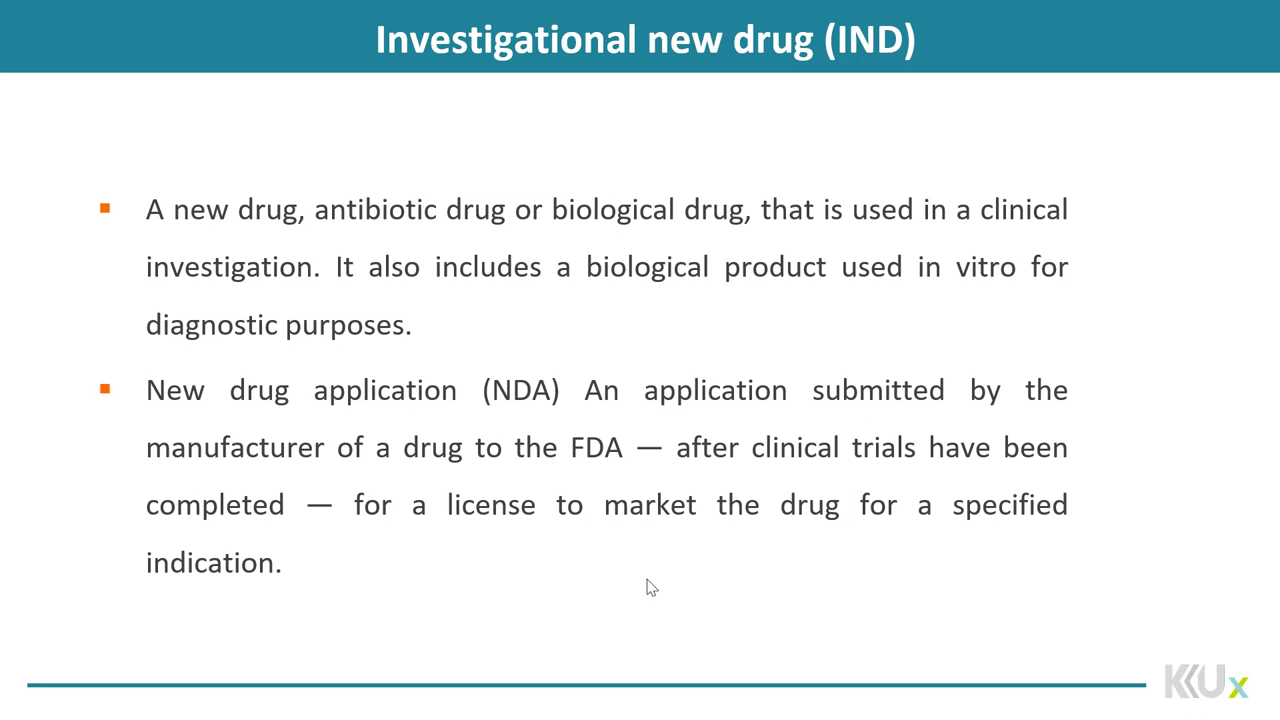 Investigational new drug (IND)
A new drug, antibiotic drug or biological drug, that is used in a clinical
investigation. It also includes a biological product used in vitro for
diagnostic purposes.
New drug application (NDA) An application submitted by the
manufacturer of a drug to the FDA — after clinical trials have been
completed — for a license to market the drug for a specified
indication.
KKUx